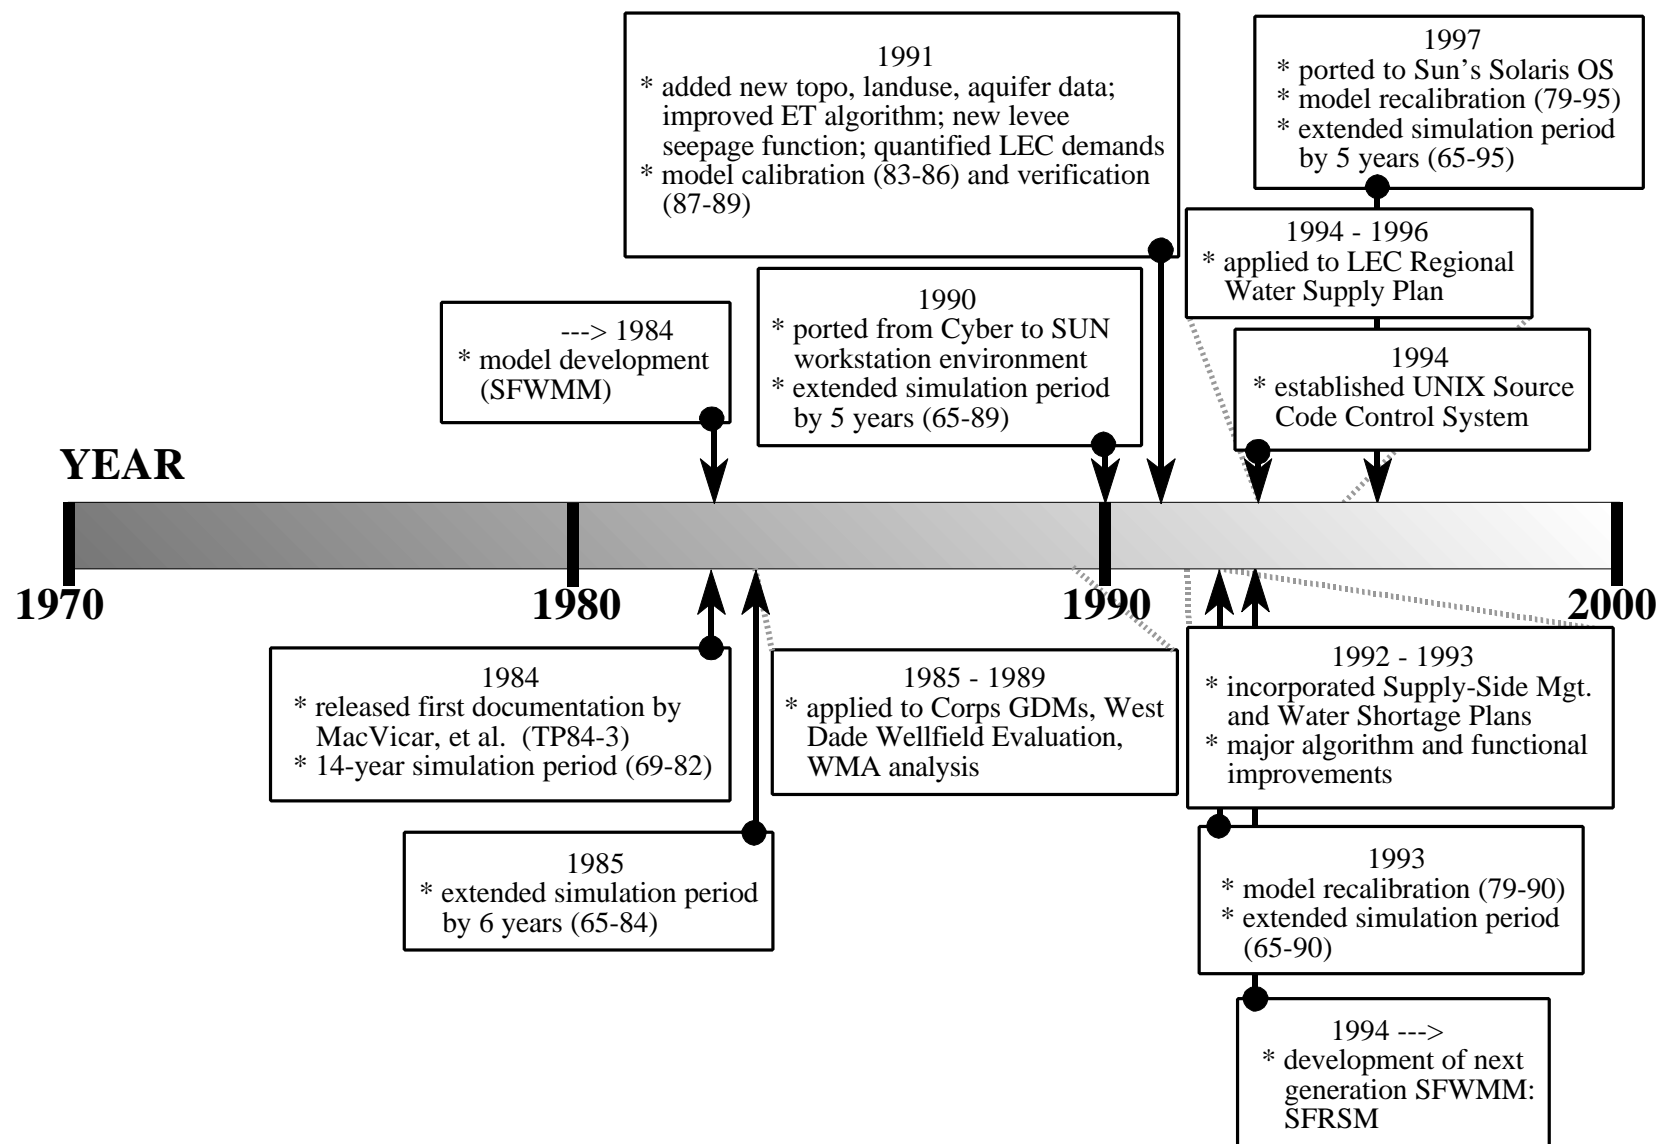 1991
* added new topo, landuse, aquifer data;
improved ET algorithm; new levee
seepage function; quantified LEC demands
* model calibration (83-86) and verification
(87-89)
1997
* ported to Sun's Solaris OS
* model recalibration (79-95)
* extended simulation period
by 5 years (65-95)
1994 - 1996
* applied to LEC Regional
Water Supply Plan
---> 1984
* model development
(SFWMM)
1990
* ported from Cyber to SUN
workstation environment
* extended simulation period
by 5 years (65-89)
1994
* established UNIX Source
Code Control System
YEAR
1970
1980
1990
2000
1984
* released first documentation by
MacVicar, et al. (TP84-3)
* 14-year simulation period (69-82)
1985 - 1989
* applied to Corps GDMs, West
Dade Wellfield Evaluation,
WMA analysis
1992 - 1993
* incorporated Supply-Side Mgt.
and Water Shortage Plans
* major algorithm and functional
improvements
1985
* extended simulation period
by 6 years (65-84)
1993
* model recalibration (79-90)
* extended simulation period
(65-90)
1994 --->
* development of next
generation SFWMM:
SFRSM